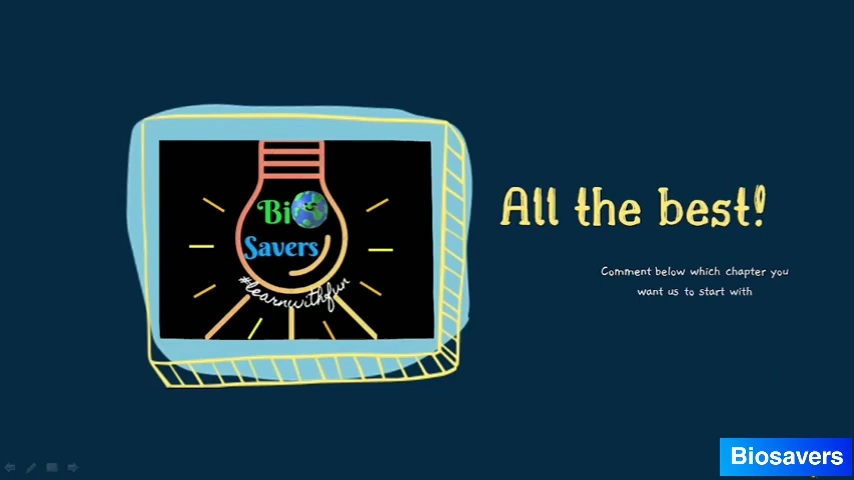 Bi
Savers
#learnwithfun
All the best!
Comment below which chapter you
want us to start with
Biosavers